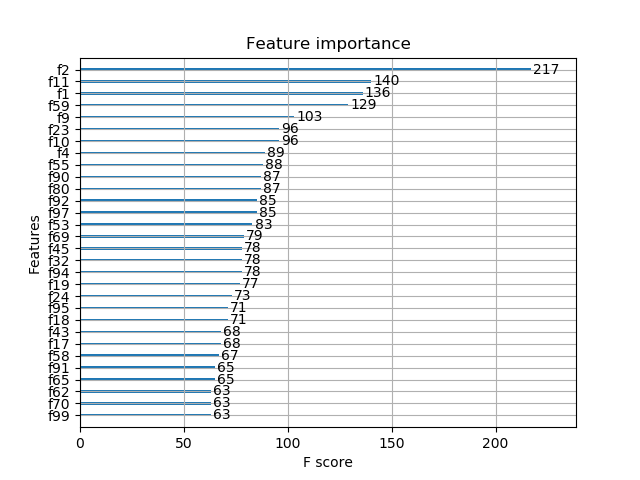 Feature importance
f2 217
f11 140
f1 136
f59 129
f9 103
f23 96
f10 96
f4 89
f55 88
f90 87
f80 87
f92 85
f97 85
f53 83
f69 79
f45 78
f32 78
f94 78
f19 77
f24 73
f95 71
f18 71
f43 68
f17 68
f58 67
f91 65
f65 65
f62 63
f70 63
f99 63
Features
0 50 100 150 200
F score